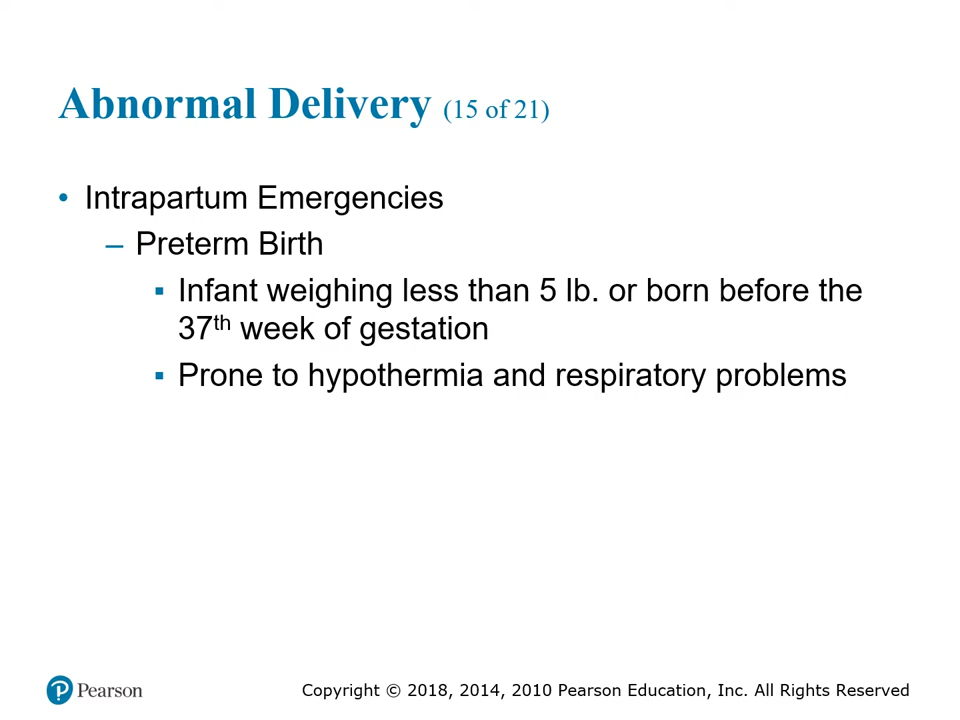 Abnormal Delivery (15 of 21)
• Intrapartum Emergencies
– Preterm Birth
▪ Infant weighing less than 5 lb. or born before the
37th week of gestation
▪ Prone to hypothermia and respiratory problems
Pearson
Copyright © 2018, 2014, 2010 Pearson Education, Inc. All Rights Reserved